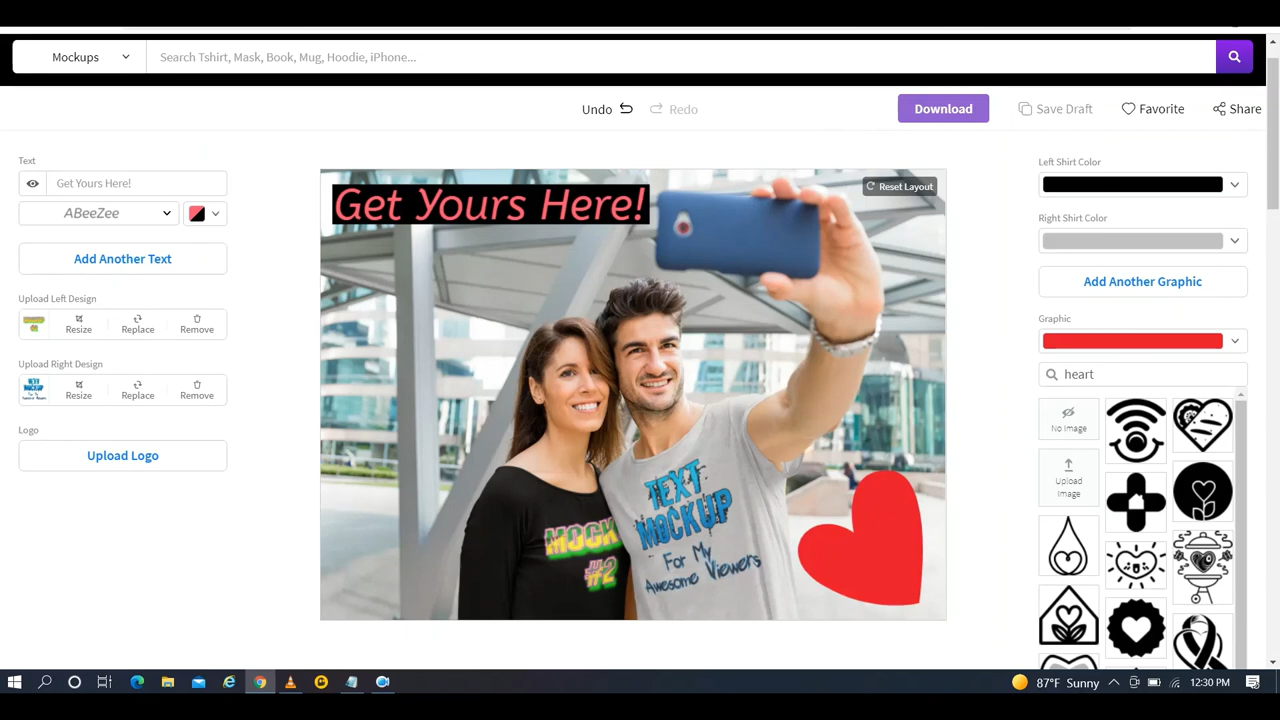 Mockups
Search Tshirt, Mask, Book, Mug, Hoodie, iPhone...
Undo
Redo
Download
Save Draft
Favorite
Share
Text
Get Yours Here!
ABeeZee
Add Another Text
Upload Left Design
Resize
Replace
Remove
Upload Right Design
Resize
Replace
Remove
Logo
Upload Logo
Get Yours Here!
Reset Layout
MOCK
#2
TEXT
MOCKUP
For My
Awesome Viewers
Left Shirt Color
Right Shirt Color
Add Another Graphic
Graphic
heart
No Image
Upload
Image
87°F Sunny
12:30 PM